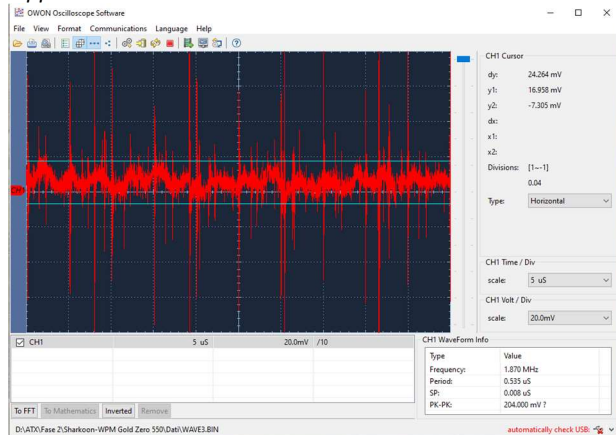 OWON Oscilloscope Software
File View Format Communications Language Help
CH1
CH1 Cursor
dy: 24.264 mV
y1: 16.958 mV
y2: -7.305 mV
dx:
x1:
x2:
Divisions: [1~-1]
0.04
Type: Horizontal
CH1 Time / Div
scale: 5 uS
CH1 Volt / Div
scale: 20.0mV
CH1 5 uS 20.0mV /10
CH1 WaveForm Info
Type Value
Frequency: 1.870 MHz
Period: 0.535 uS
SP: 0.008 uS
PK-PK: 204.000 mV ?
To FFT To Mathematics Inverted Remove
D:\ATX\Fase 2\Sharkoon-WPM Gold Zero 550\Dati\WAVE3.BIN
automatically check USB: